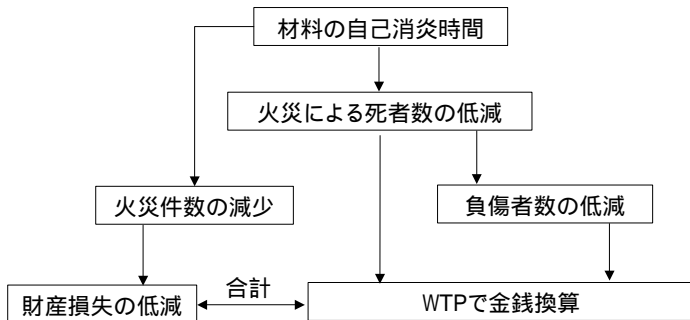 材料の自己消炎時間
火災による死者数の低減
火災件数の減少
負傷者数の低減
財産損失の低減
合計
WTPで金銭換算